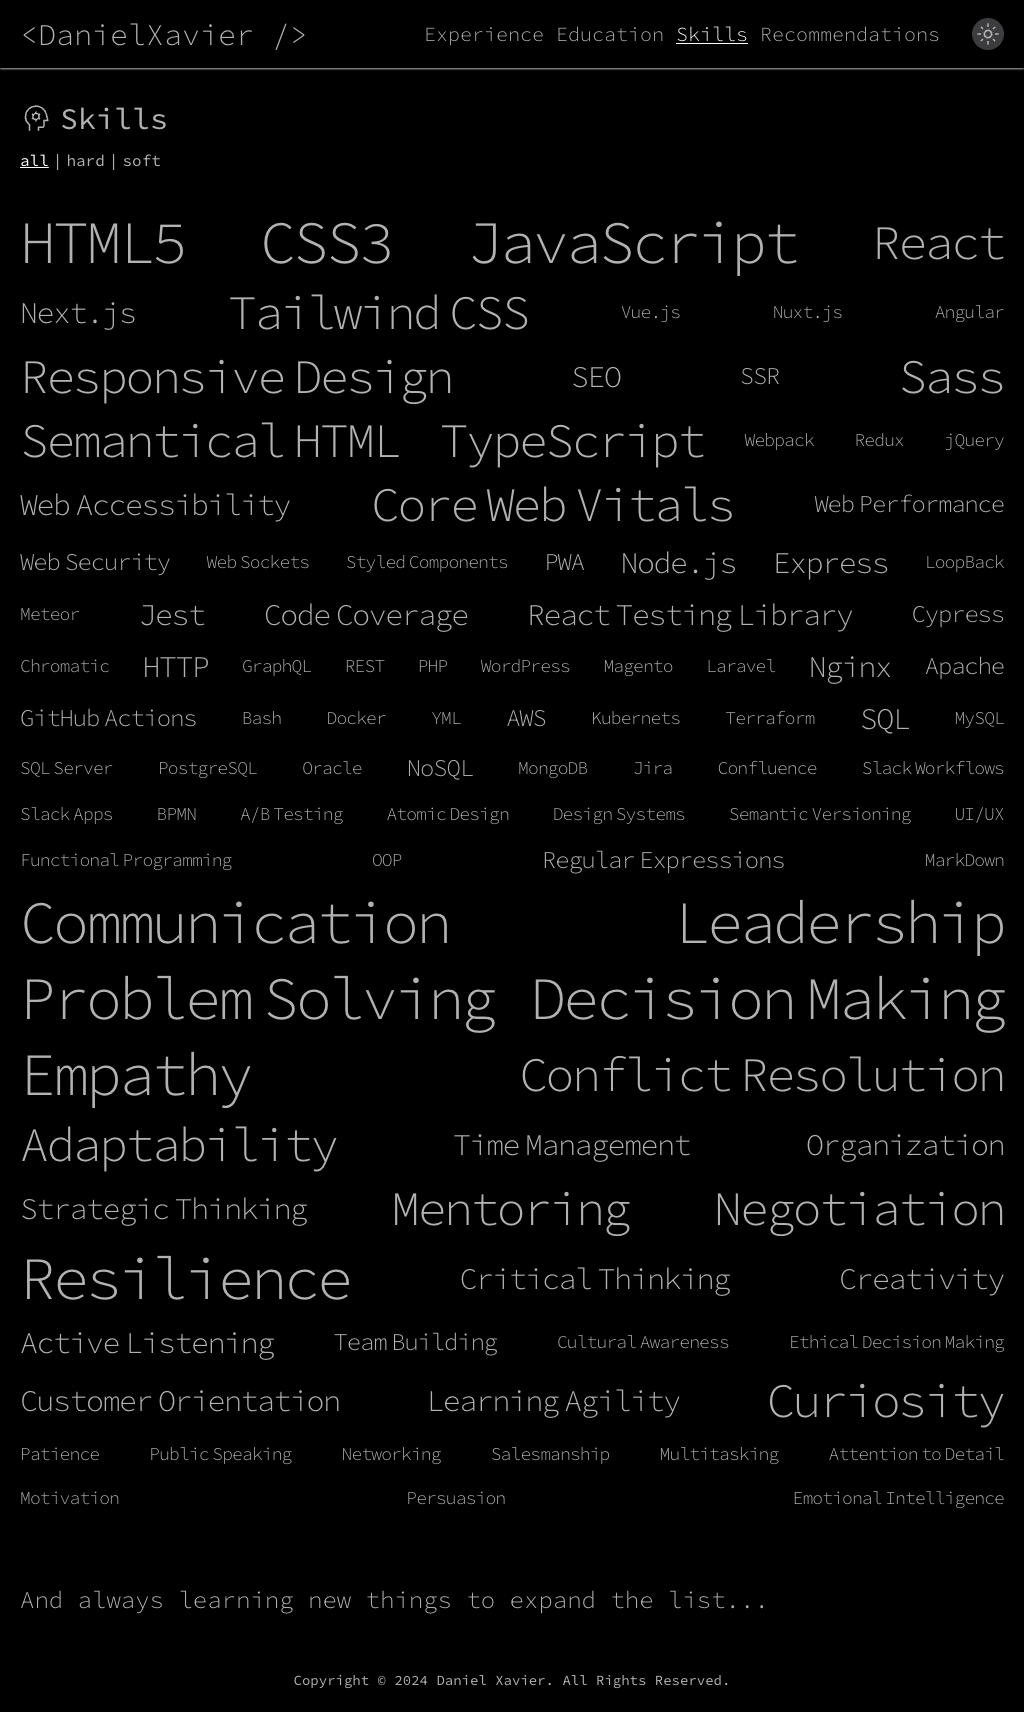 <DanielXavier />
Experience Education Skills Recommendations
Skills
all | hard | soft
HTML5 CSS3 JavaScript React
Next.js Tailwind CSS Vue.js Nuxt.js Angular
Responsive Design SEO SSR Sass
Semantical HTML TypeScript Webpack Redux jQuery
Web Accessibility Core Web Vitals Web Performance
Web Security Web Sockets Styled Components PWA Node.js Express LoopBack
Meteor Jest Code Coverage React Testing Library Cypress
Chromatic HTTP GraphQL REST PHP WordPress Magento Laravel Nginx Apache
GitHub Actions Bash Docker YML AWS Kubernetes Terraform SQL MySQL
SQL Server PostgreSQL Oracle NoSQL MongoDB Jira Confluence Slack Workflows
Slack Apps BPMN A/B Testing Atomic Design Design Systems Semantic Versioning UI/UX
Functional Programming OOP Regular Expressions MarkDown
Communication Leadership
Problem Solving Decision Making
Empathy Conflict Resolution
Adaptability Time Management Organization
Strategic Thinking Mentoring Negotiation
Resilience Critical Thinking Creativity
Active Listening Team Building Cultural Awareness Ethical Decision Making
Customer Orientation Learning Agility Curiosity
Patience Public Speaking Networking Salesmanship Multitasking Attention to Detail
Motivation Persuasion Emotional Intelligence
And always learning new things to expand the list...
Copyright © 2024 Daniel Xavier. All Rights Reserved.